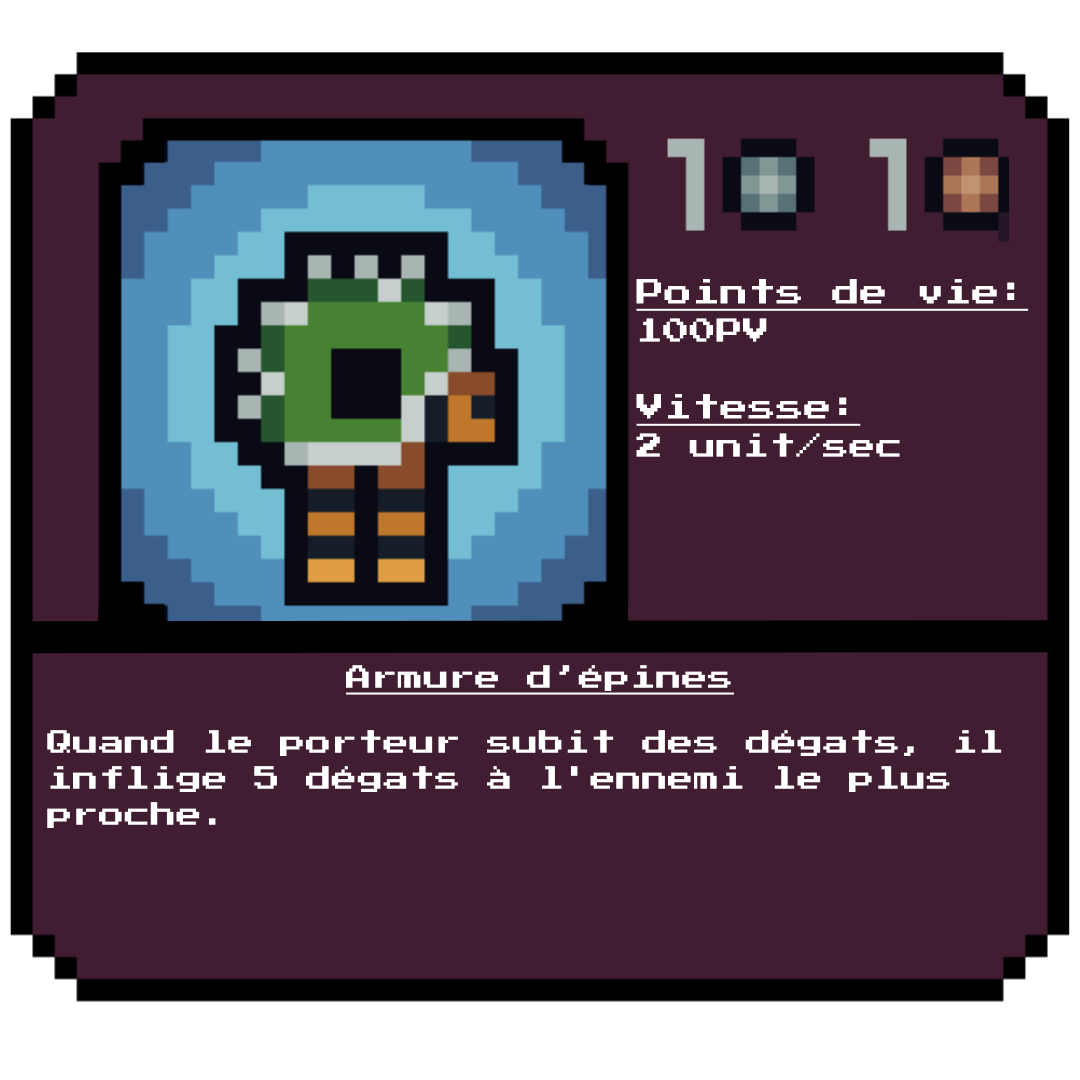 1 1
Points de vie:
100PV
Vitesse:
2 unit/sec
Armure d'épines
Quand le porteur subit des dégats, il
inflige 5 dégats à l'ennemi le plus
proche.